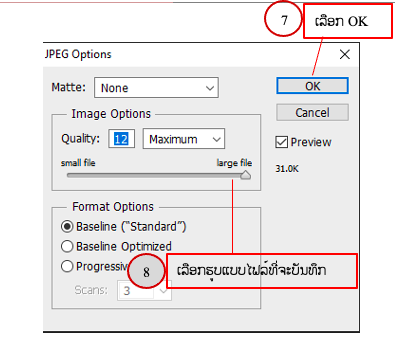 7 ເລືອກ OK
JPEG Options
Matte: None
OK
Image Options
Cancel
Quality: 12 Maximum
Preview
small file large file
31.0K
Format Options
Baseline ("Standard")
Baseline Optimized
8 ເລືອກຮູບແບບໄຟລ໌ທີ່ຈະບັນທຶກ
Scans: 3